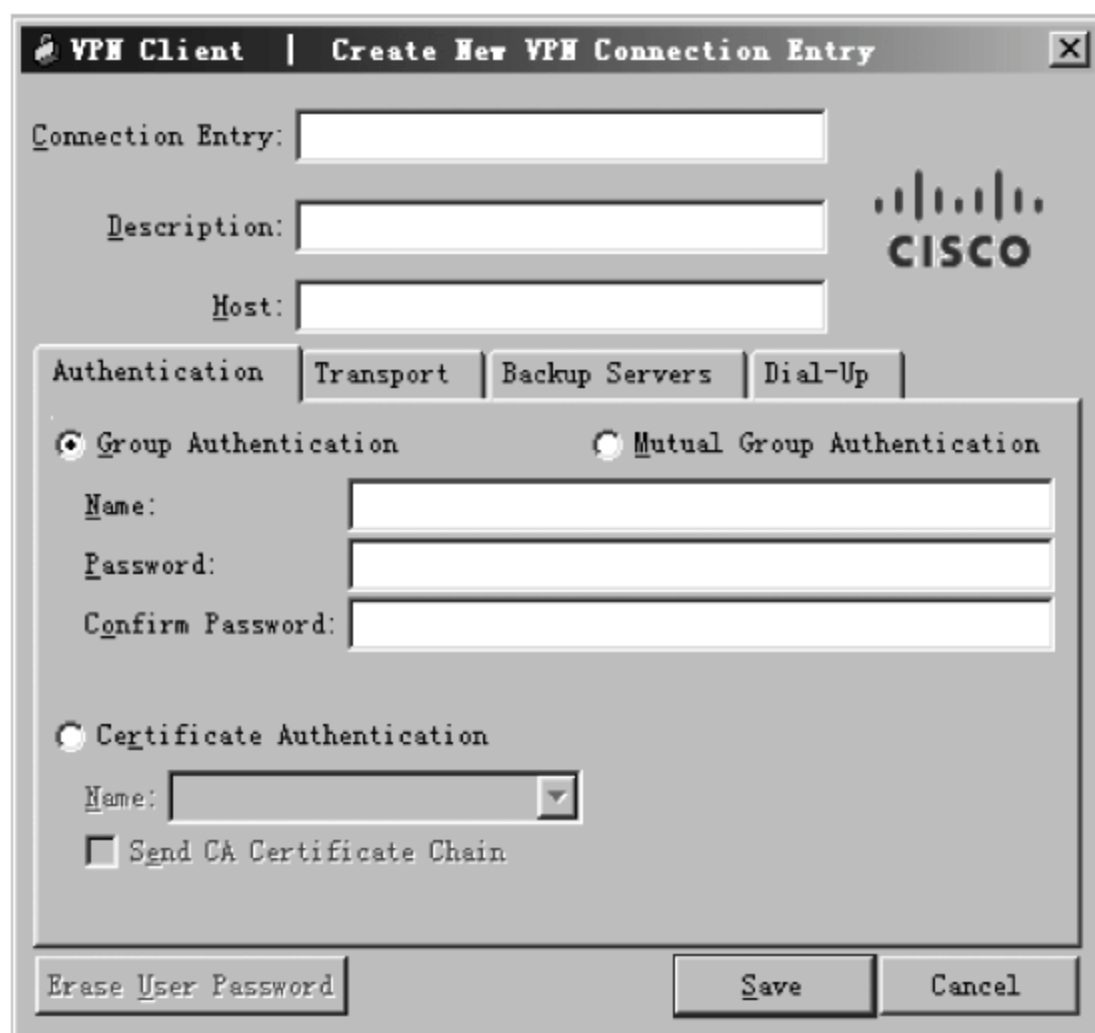 VPN Client | Create New VPN Connection Entry
Connection Entry:
Description:
CISCO
Host:
Authentication
Transport
Backup Servers
Dial-Up
Group Authentication
Mutual Group Authentication
Name:
Password:
Confirm Password:
Certificate Authentication
Name:
Send CA Certificate Chain
Erase User Password
Save
Cancel